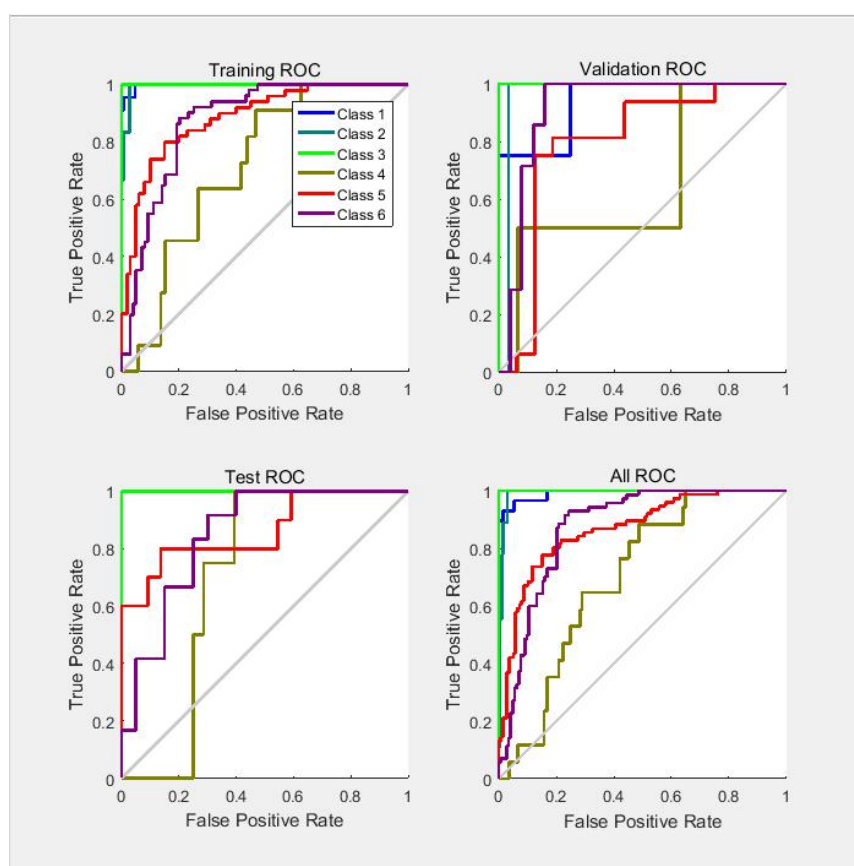 Training ROC
True Positive Rate
1
0.8
0.6
0.4
0.2
0
0 0.2 0.4 0.6 0.8 1
False Positive Rate
Class 1
Class 2
Class 3
Class 4
Class 5
Class 6
Validation ROC
True Positive Rate
1
0.8
0.6
0.4
0.2
0
0 0.2 0.4 0.6 0.8 1
False Positive Rate
Test ROC
True Positive Rate
1
0.8
0.6
0.4
0.2
0
0 0.2 0.4 0.6 0.8 1
False Positive Rate
All ROC
True Positive Rate
1
0.8
0.6
0.4
0.2
0
0 0.2 0.4 0.6 0.8 1
False Positive Rate